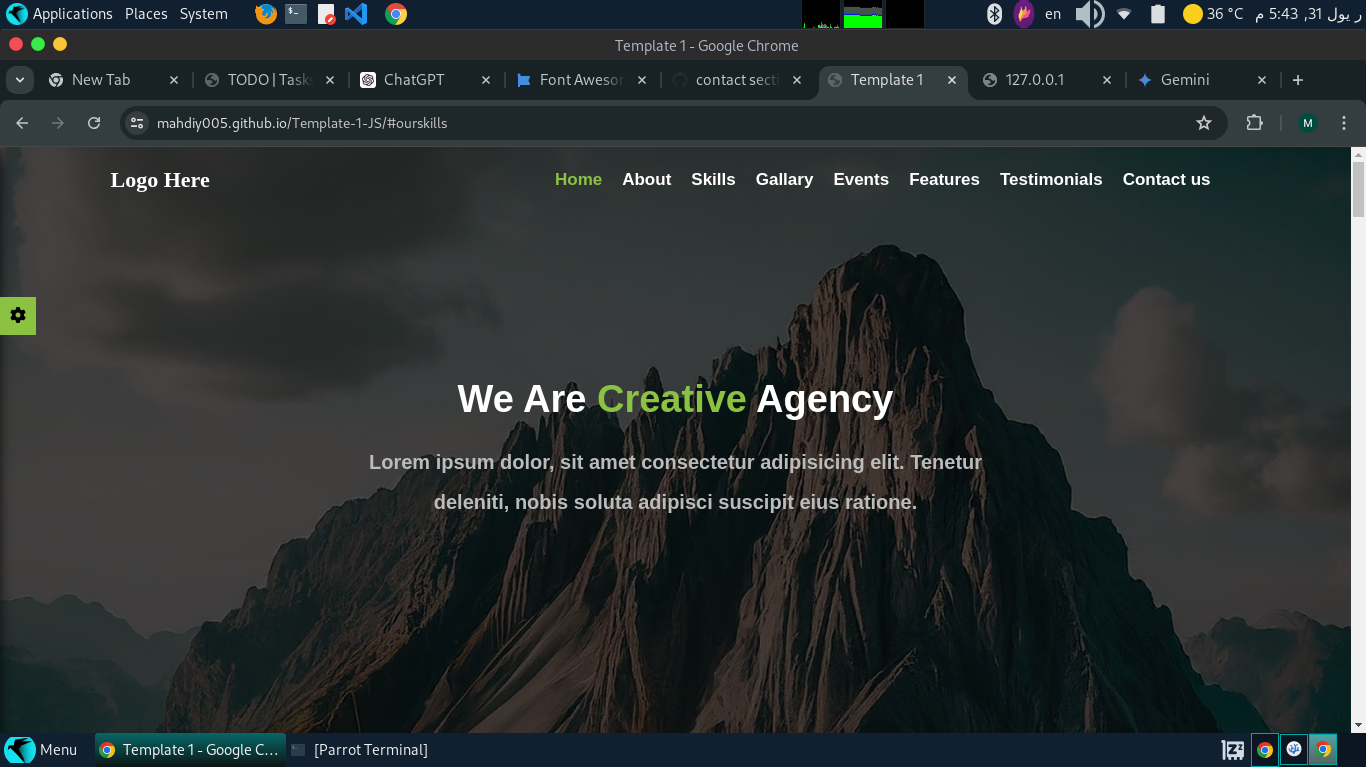 Applications Places System en 36 °C ر يول 31, 5:43 م
Template 1 - Google Chrome
New Tab TODO | Tasks ChatGPT Font Awesom contact secti Template 1 127.0.0.1 Gemini
mahdiy005.github.io/Template-1-JS/#ourskills M
Logo Here Home About Skills Gallary Events Features Testimonials Contact us
We Are Creative Agency
Lorem ipsum dolor, sit amet consectetur adipisicing elit. Tenetur
deleniti, nobis soluta adipisci suscipit eius ratione.
Menu Template 1 - Google C... [Parrot Terminal]